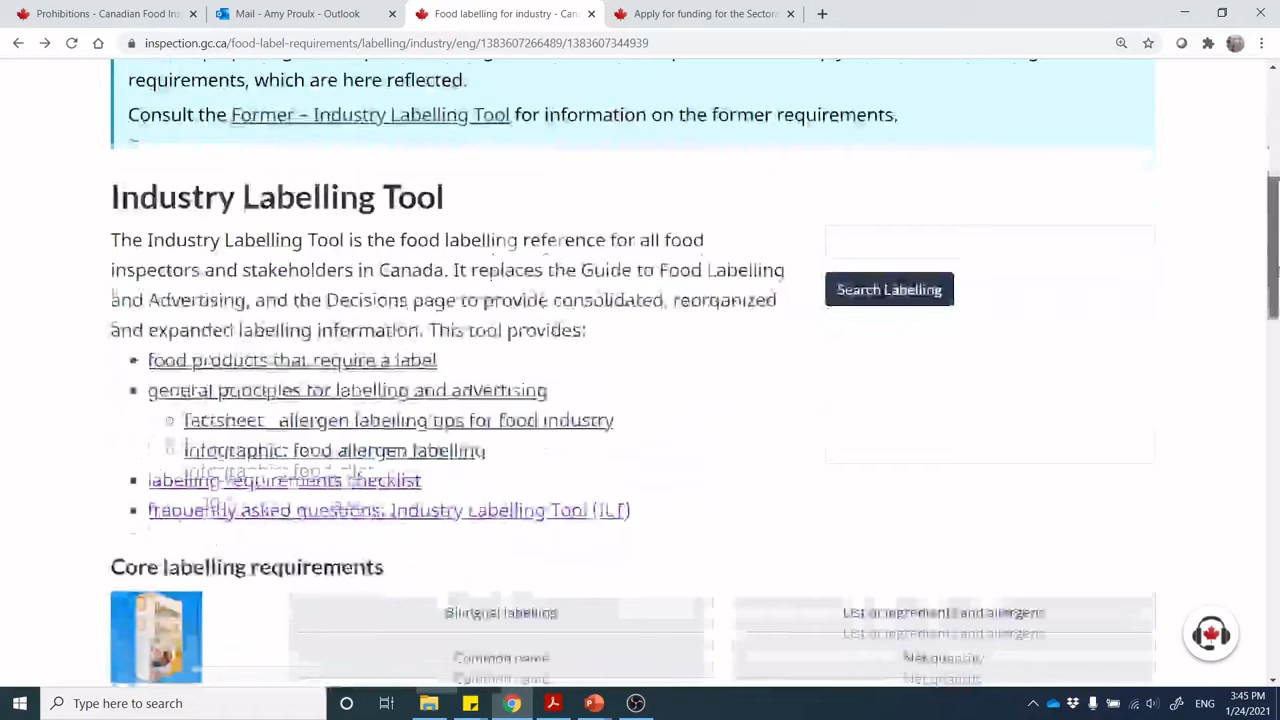 Prohibitions - Canadian Food Ins
Mail - Amy Proulx - Outlook
Food labelling for industry - Can
Apply for funding for the Sectora
inspection.gc.ca/food-label-requirements/labelling/industry/eng/1383607266489/1383607344939
requirements, which are here reflected.
Consult the Former – Industry Labelling Tool for information on the former requirements.
Industry Labelling Tool
The Industry Labelling Tool is the food labelling reference for all food
inspectors and stakeholders in Canada. It replaces the Guide to Food Labelling
and Advertising, and the Decisions page to provide consolidated, reorganized
and expanded labelling information. This tool provides:
Search Labelling
food products that require a label
general principles for labelling and advertising
Factsheet: allergen labelling tips for food industry
Infographic: food allergen labelling
labelling requirements checklist
frequently asked questions: Industry Labelling Tool (ILT)
Core labelling requirements
Bilingual labelling
List of ingredients and allergens
Common name
Net quantity
Type here to search
ENG
3:45 PM
1/24/2021